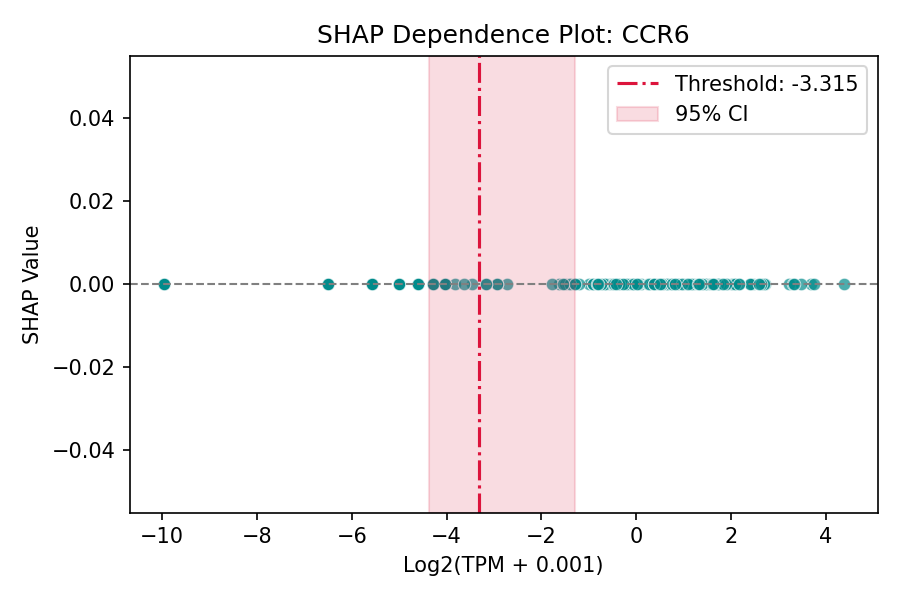 SHAP Dependence Plot: CCR6
Threshold: -3.315
95% CI
0.04
0.02
0.00
−0.02
−0.04
SHAP Value
−10
−8
−6
−4
−2
0
2
4
Log2(TPM + 0.001)